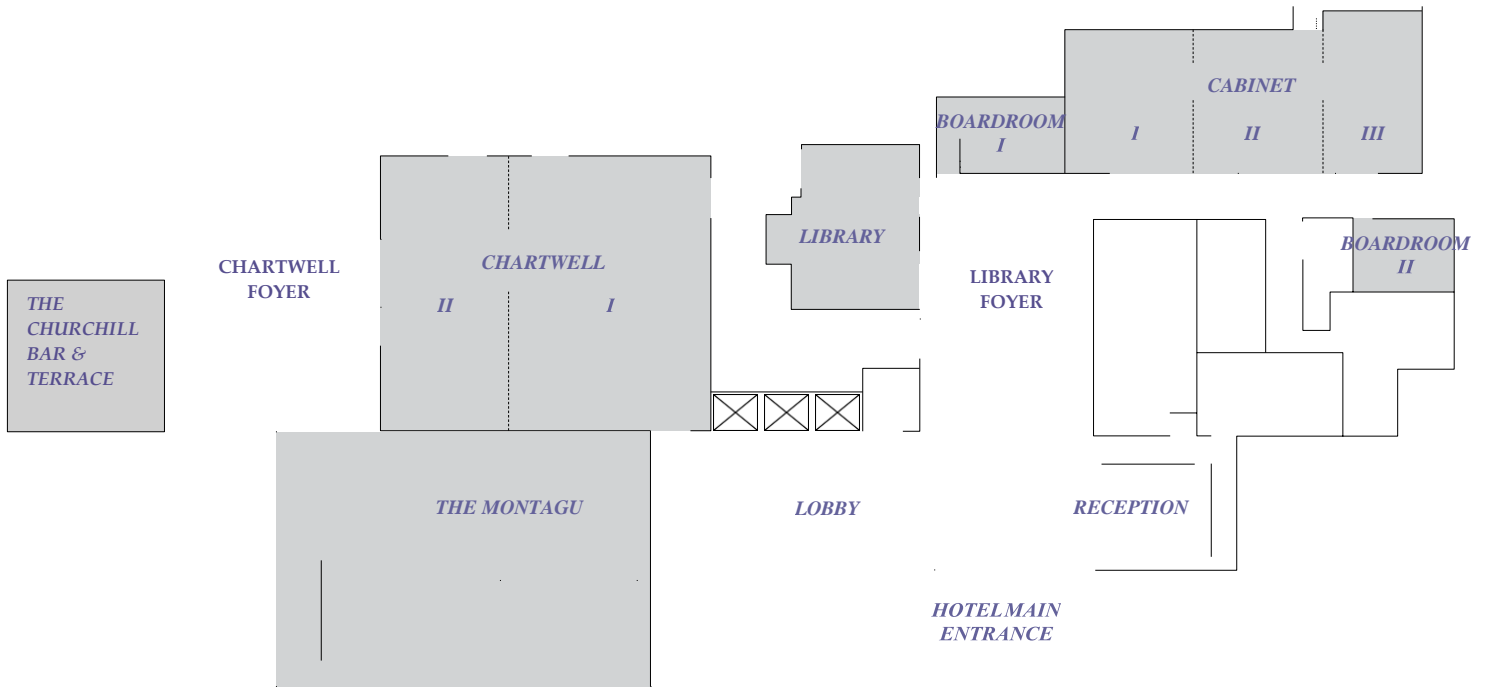 CABINET
BOARDROOM
I
I
II
III
LIBRARY
BOARDROOM
II
CHARTWELL
FOYER
CHARTWELL
II
I
LIBRARY
FOYER
THE
CHURCHILL
BAR &
TERRACE
THE MONTAGU
LOBBY
RECEPTION
HOTEL MAIN
ENTRANCE